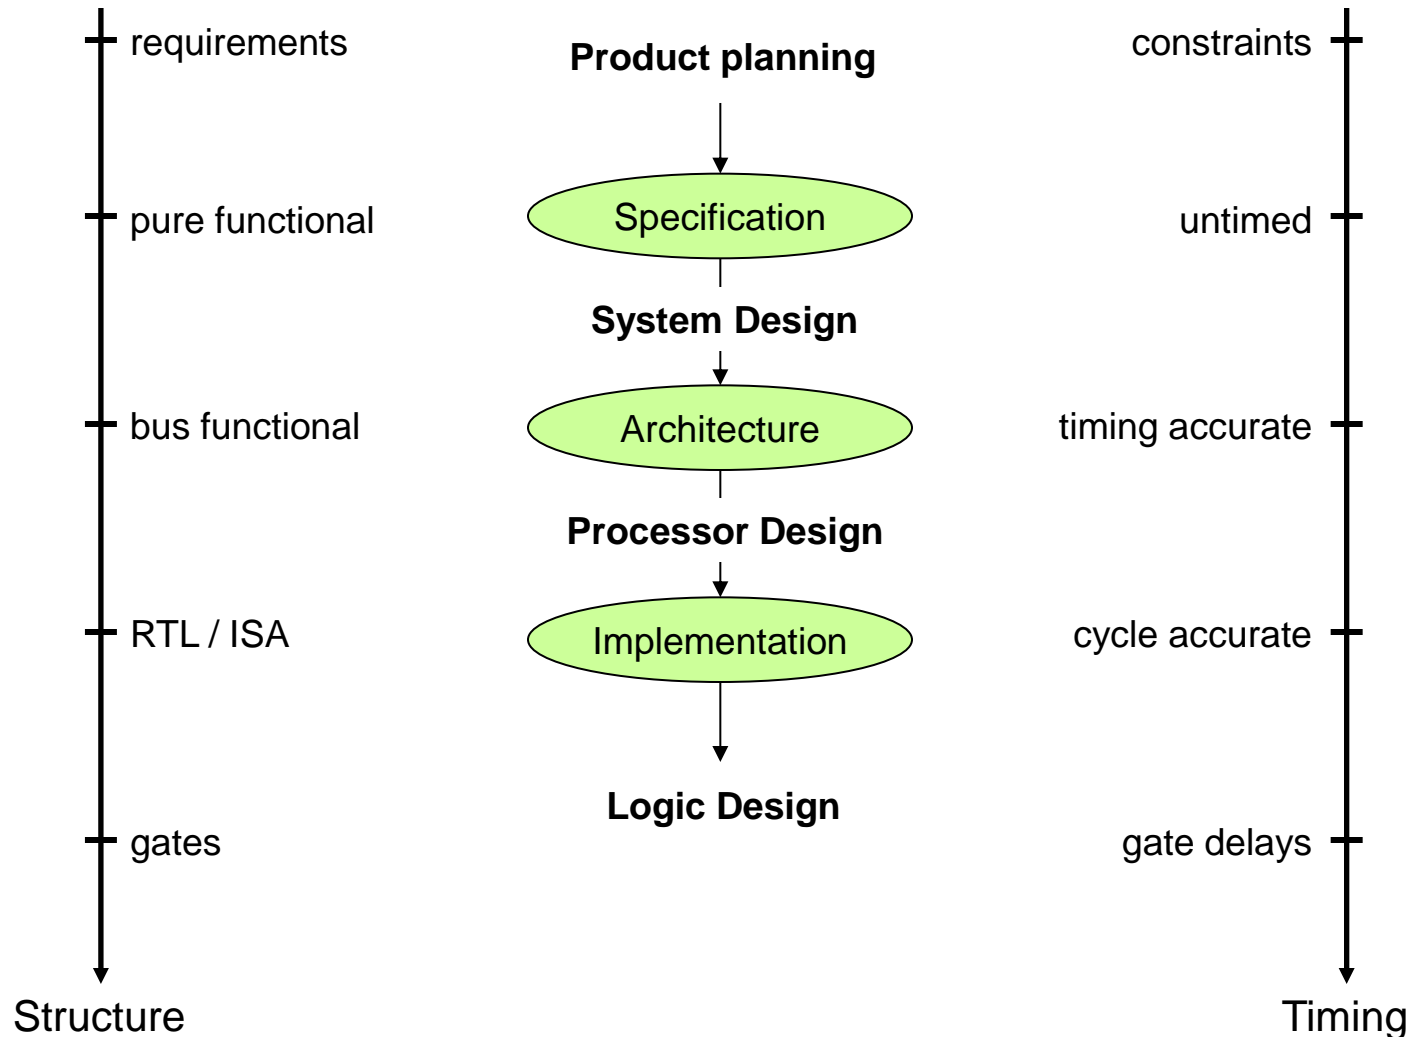 requirements
Product planning
constraints
pure functional
Specification
untimed
System Design
bus functional
Architecture
timing accurate
Processor Design
RTL / ISA
Implementation
cycle accurate
Logic Design
gates
gate delays
Structure
Timing